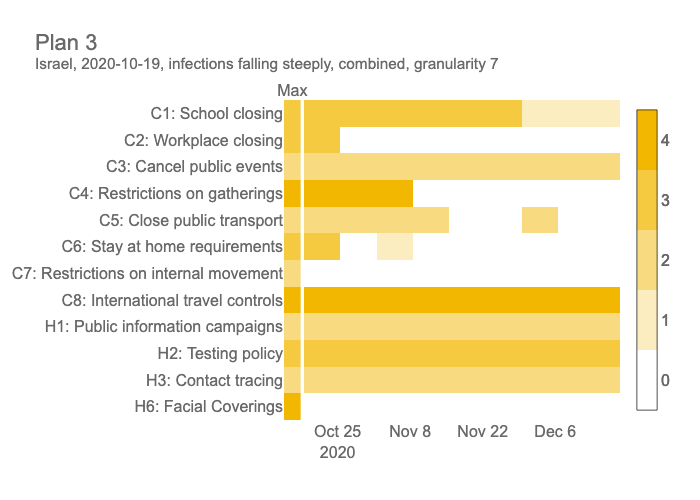 Plan 3
Israel, 2020-10-19, infections falling steeply, combined, granularity 7
Max
C1: School closing
C2: Workplace closing
C3: Cancel public events
C4: Restrictions on gatherings
C5: Close public transport
C6: Stay at home requirements
C7: Restrictions on internal movement
C8: International travel controls
H1: Public information campaigns
H2: Testing policy
H3: Contact tracing
H6: Facial Coverings
Oct 25 Nov 8 Nov 22 Dec 6
2020
4
3
2
1
0